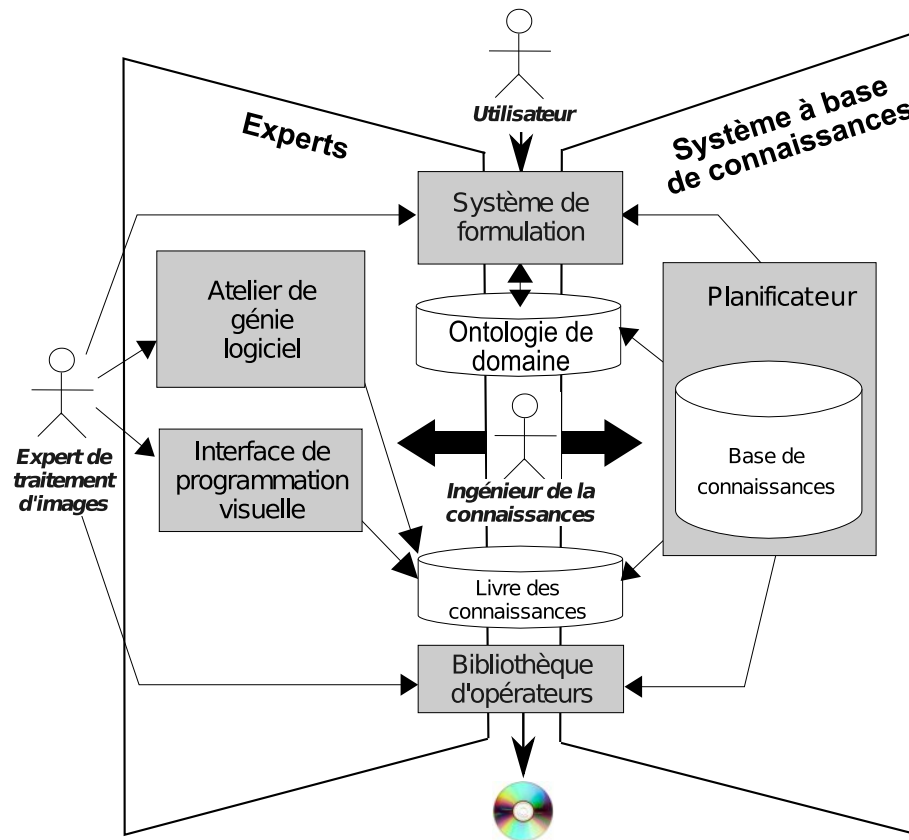 Utilisateur
Experts
Système à base
de connaissances
Système de
formulation
Atelier de
génie
logiciel
Planificateur
Ontologie de
domaine
Expert de
traitement
d'images
Interface de
programmation
visuelle
Ingénieur de la
connaissances
Base de
connaissances
Livre des
connaissances
Bibliothèque
d'opérateurs